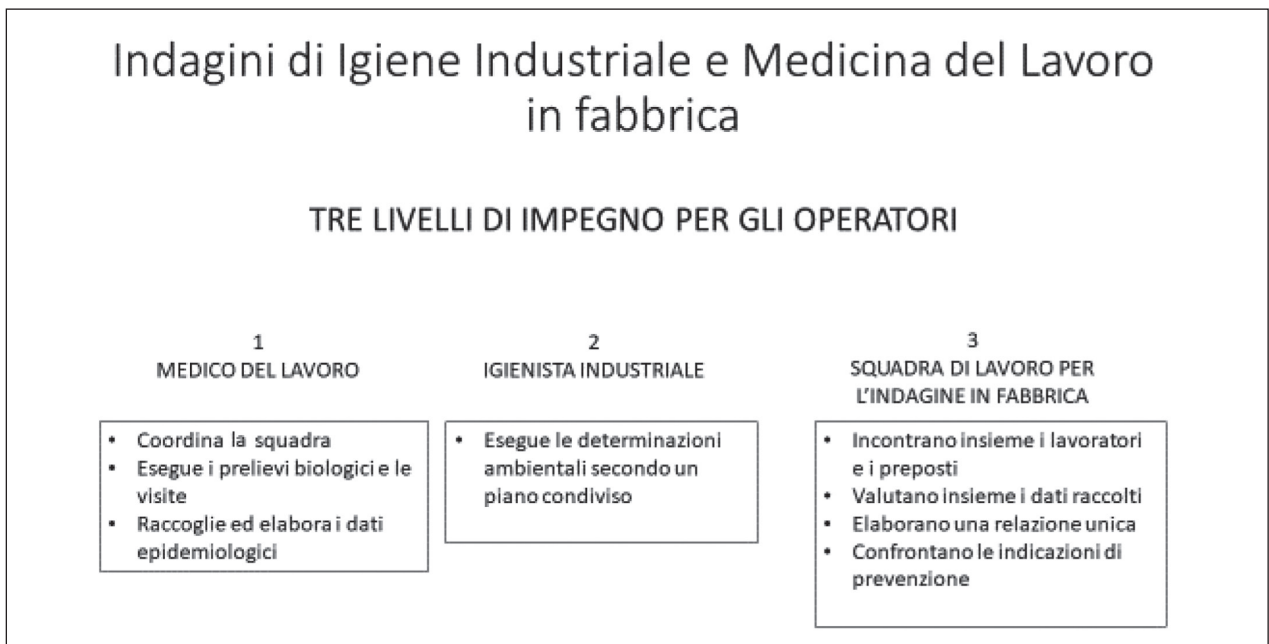 Indagini di Igiene Industriale e Medicina del Lavoro
in fabbrica
TRE LIVELLI DI IMPEGNO PER GLI OPERATORI
1
MEDICO DEL LAVORO
• Coordina la squadra
• Esegue i prelievi biologici e le
visite
• Raccoglie ed elabora i dati
epidemiologici
2
IGIENISTA INDUSTRIALE
• Esegue le determinazioni
ambientali secondo un
piano condiviso
3
SQUADRA DI LAVORO PER
L'INDAGINE IN FABBRICA
• Incontrano insieme i lavoratori
e i preposti
• Valutano insieme i dati raccolti
• Elaborano una relazione unica
• Confrontano le indicazioni di
prevenzione